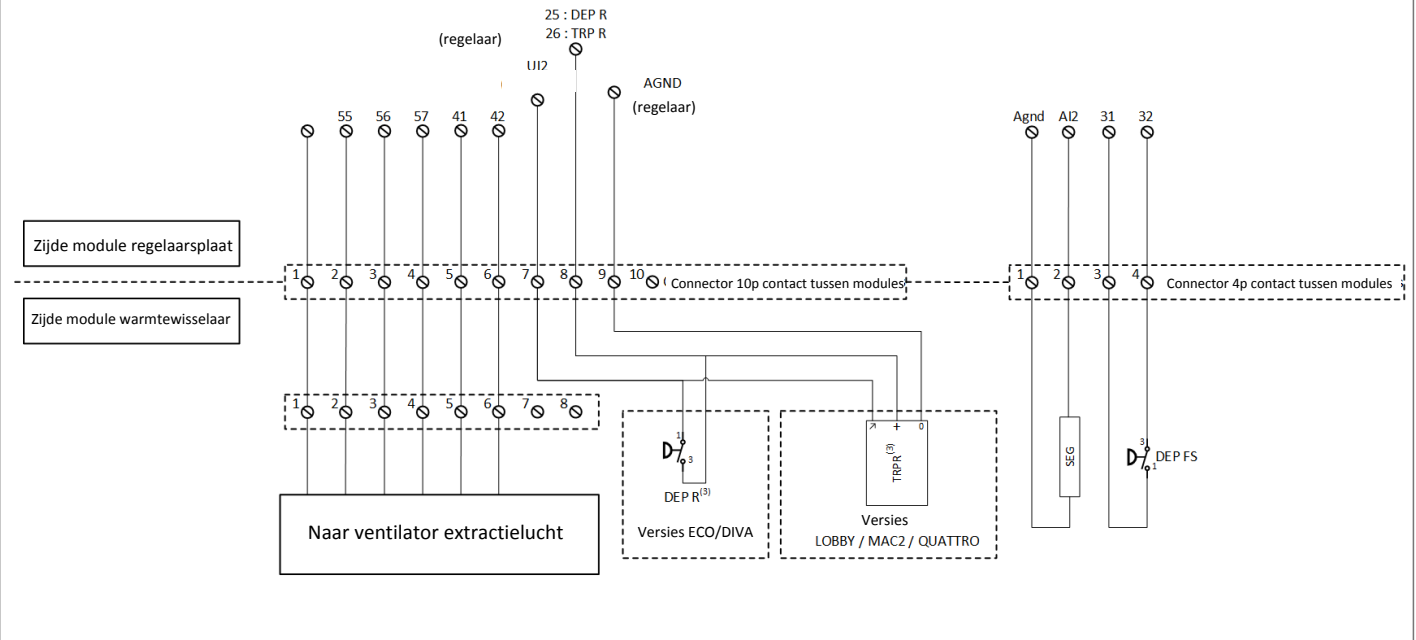 25 : DEP R
26 : TRP R
(regelaar)
UI2
AGND
(regelaar)
55 56 57 41 42
Agnd AI2 31 32
Zijde module regelaarsplaat
1 2 3 4 5 6 7 8 9 10 Connector 10p contact tussen modules
1 2 3 4 Connector 4p contact tussen modules
Zijde module warmtewisselaar
1 2 3 4 5 6 7 8
↗ + 0
TRPR(3)
11
3
DEP R(3)
Versies ECO/DIVA
Versies
LOBBY / MAC2 / QUATTRO
SEG
3
1
DEP FS
Naar ventilator extractielucht